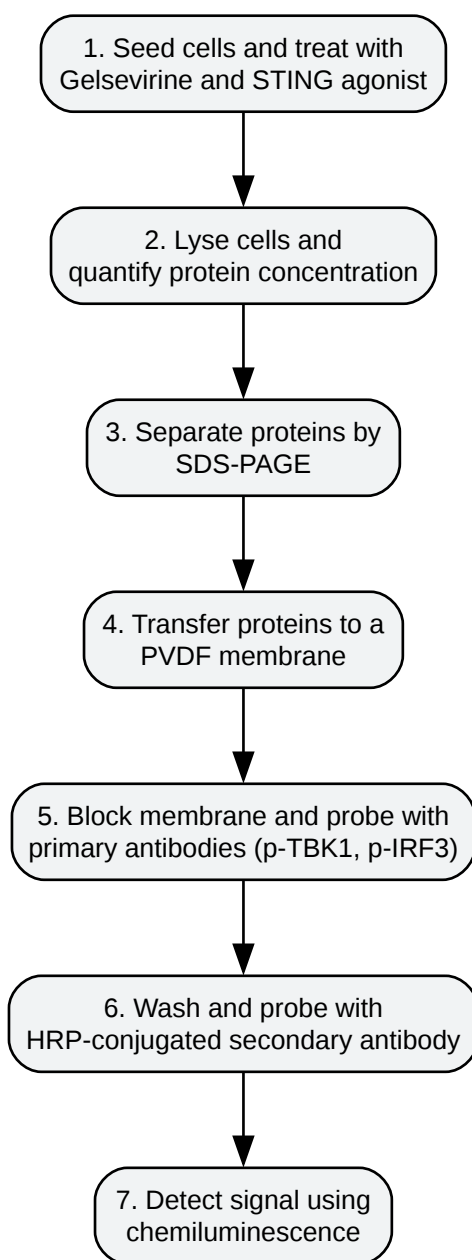 1. Seed cells and treat with
Gelsevirine and STING agonist
2. Lyse cells and
quantify protein concentration
3. Separate proteins by
SDS-PAGE
4. Transfer proteins to a
PVDF membrane
5. Block membrane and probe with
primary antibodies (p-TBK1, p-IRF3)
6. Wash and probe with
HRP-conjugated secondary antibody
7. Detect signal using
chemiluminescence